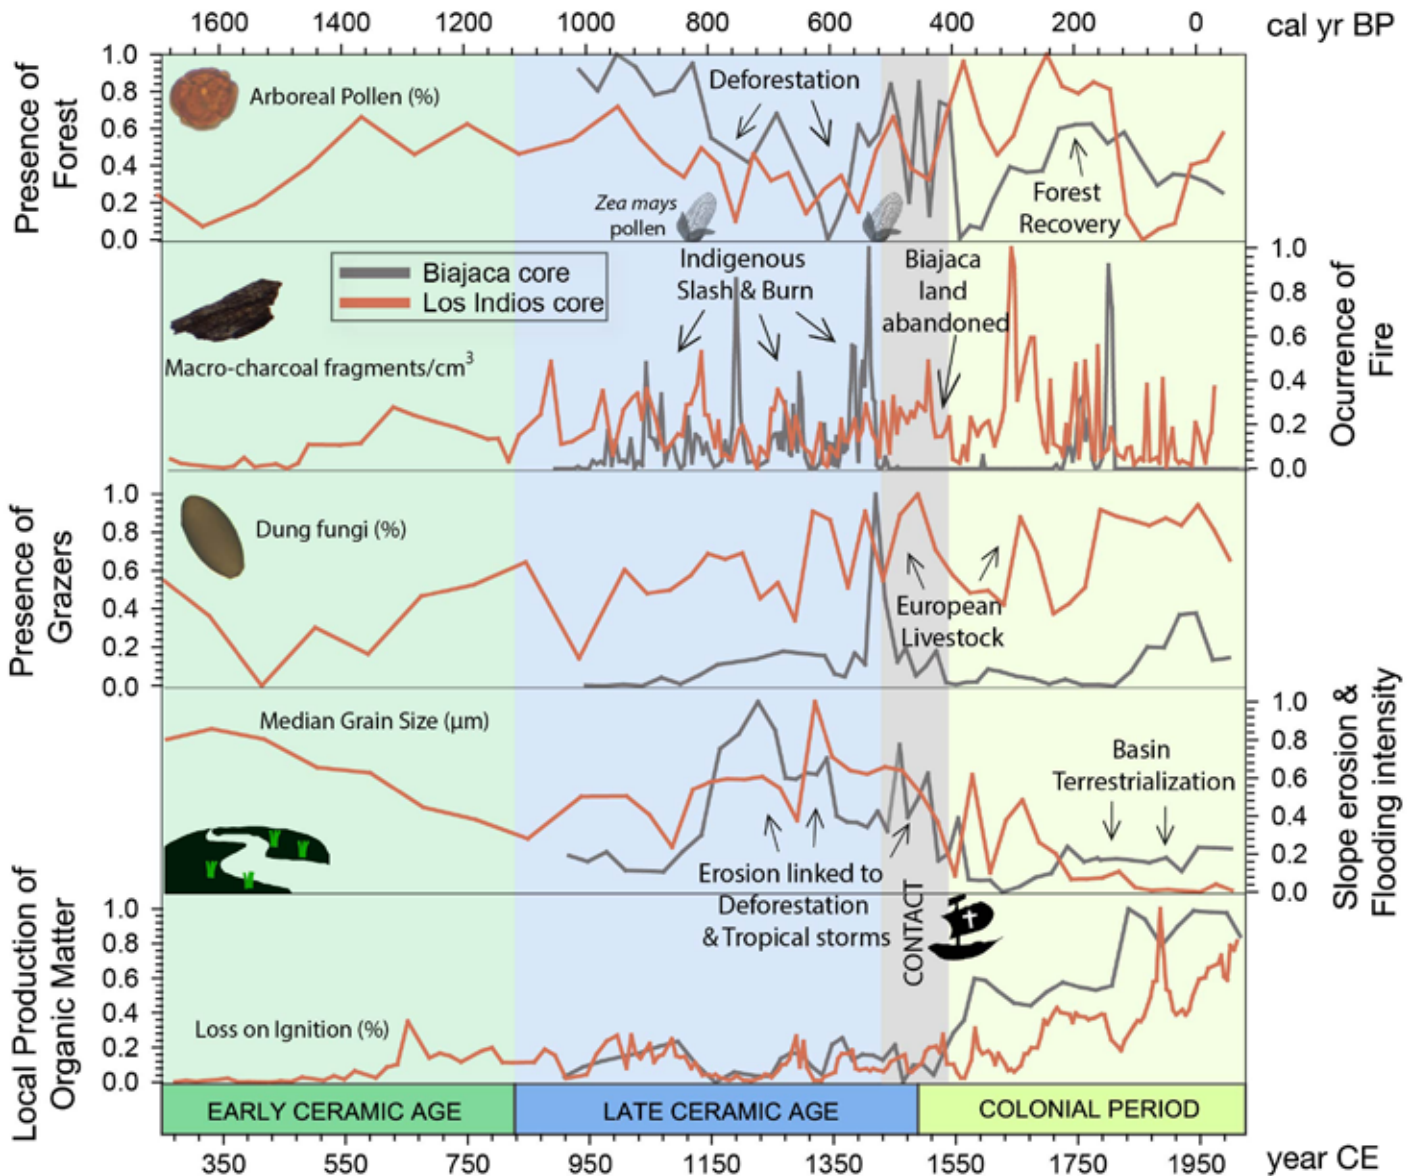 1600 1400 1200 1000 800 600 400 200 0 cal yr BP
Presence of
Forest
1.0
0.8
0.6
0.4
0.2
0.0
Arboreal Pollen (%)
Deforestation
Zea mays
pollen
Forest
Recovery
Biajaca core
Los Indios core
Macro-charcoal fragments/cm³
Indigenous
Slash & Burn
Biajaca
land
abandoned
1.0
0.8
0.6
0.4
0.2
0.0
Occurrence of
Fire
Presence of
Grazers
1.0
0.8
0.6
0.4
0.2
0.0
Dung fungi (%)
European
Livestock
Median Grain Size (μm)
Basin
Terrestrialization
Erosion linked to
Deforestation
& Tropical storms
CONTACT
1.0
0.8
0.6
0.4
0.2
0.0
Slope erosion &
Flooding intensity
Local Production of
Organic Matter
1.0
0.8
0.6
0.4
0.2
0.0
Loss on Ignition (%)
EARLY CERAMIC AGE LATE CERAMIC AGE COLONIAL PERIOD
350 550 750 950 1150 1350 1550 1750 1950 year CE